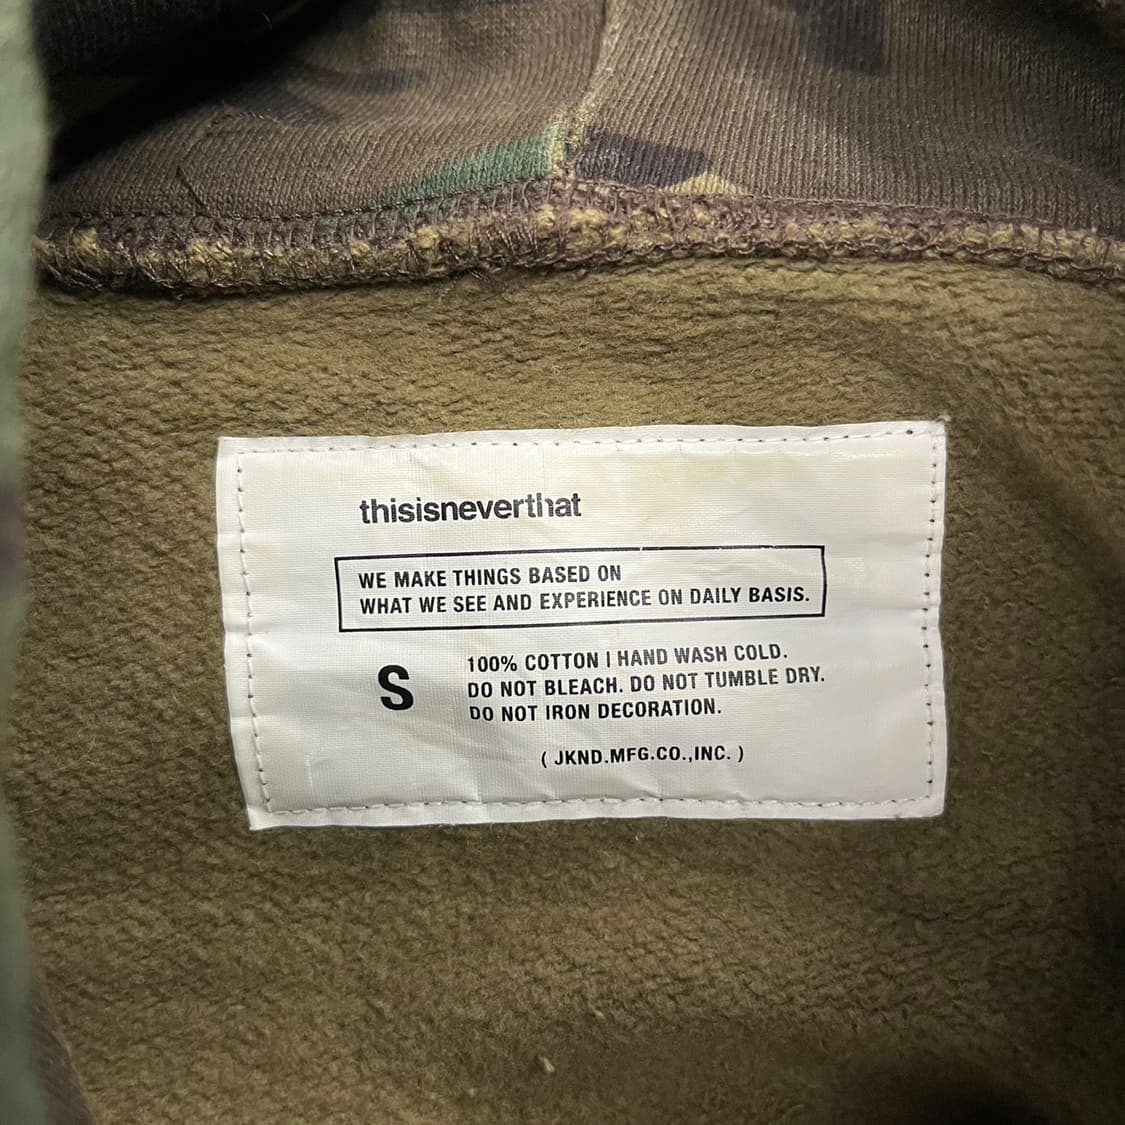 thisisneverthat
WE MAKE THINGS BASED ON
WHAT WE SEE AND EXPERIENCE ON DAILY BASIS.
S
100% COTTON | HAND WASH COLD.
DO NOT BLEACH. DO NOT TUMBLE DRY.
DO NOT IRON DECORATION.
( JKND.MFG.CO.,INC. )